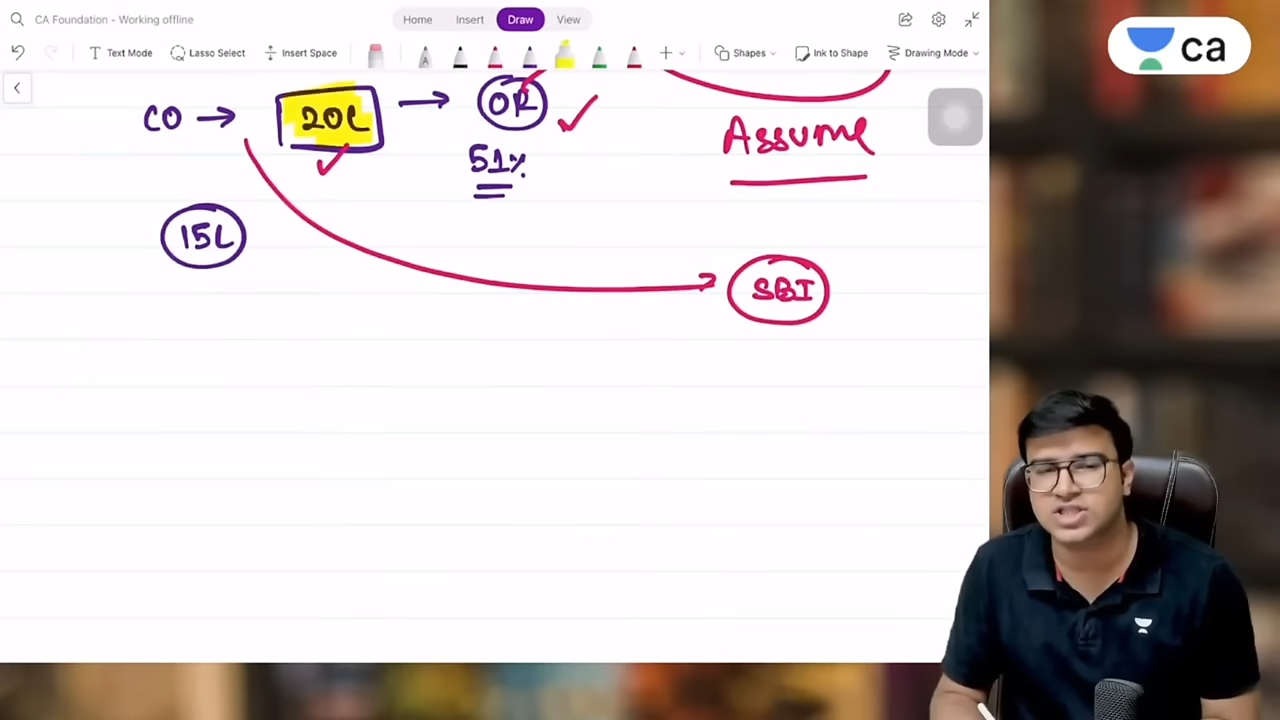 CA Foundation - Working offline
Home Insert Draw View
Text Mode Lasso Select Insert Space Shapes Ink to Shape Drawing Mode
ca
CO → 20L → OR
51%
Assume
15L
SBI